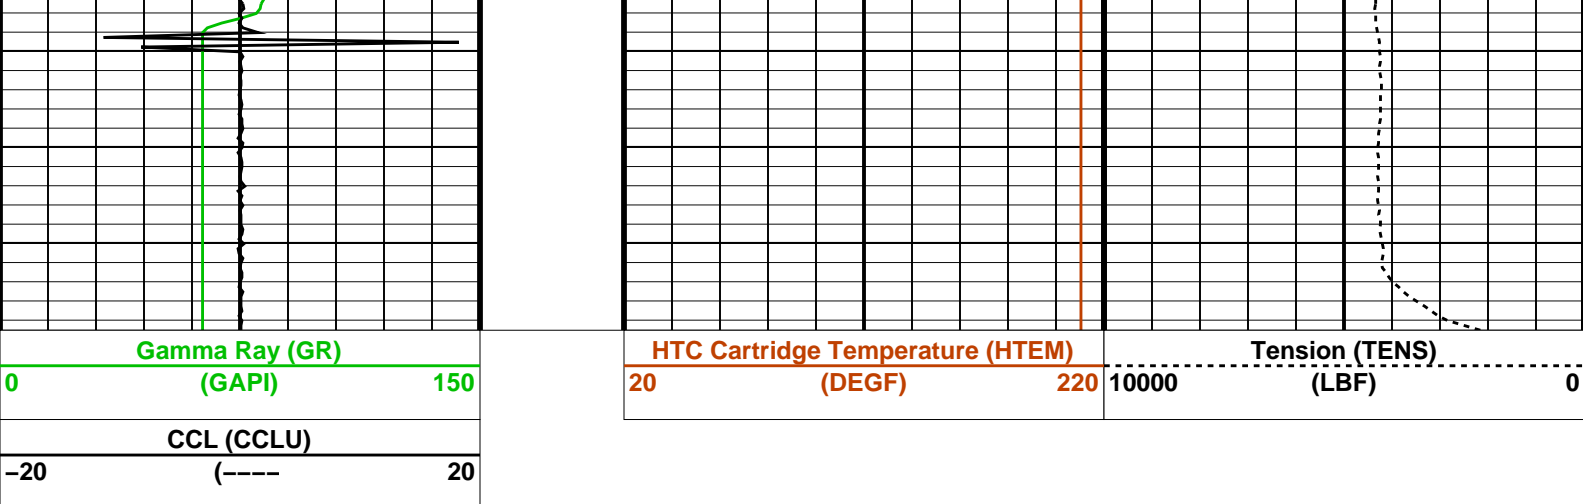 Gamma Ray (GR)
0 (GAPI) 150
CCL (CCLU)
−20 (−−−− 20
HTC Cartridge Temperature (HTEM)
20 (DEGF) 220
Tension (TENS)
10000 (LBF) 0